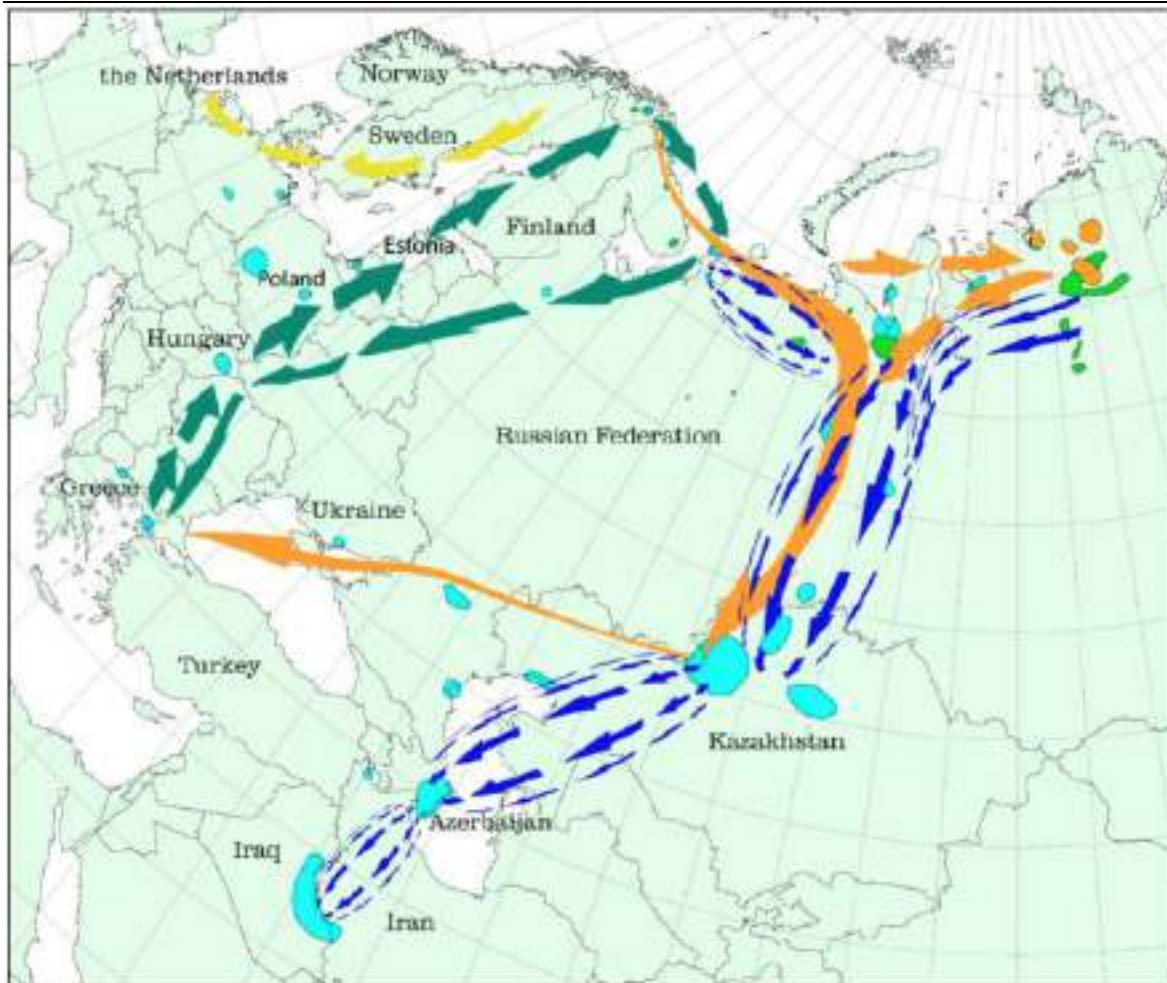 the Netherlands
Norway
Sweden
Finland
Estonia
Poland
Hungary
Russian Federation
Greece
Ukraine
Turkey
Kazakhstan
Azerbaijan
Iraq
Iran